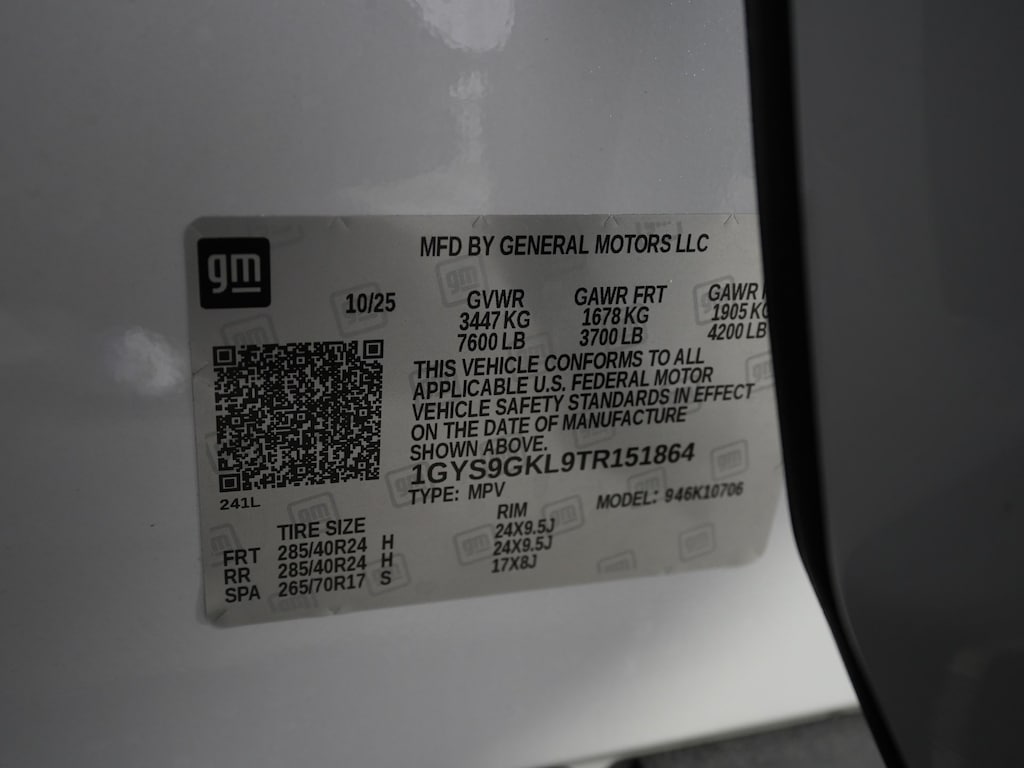 gm
MFD BY GENERAL MOTORS LLC
10/25 GVWR GAWR FRT GAWR
3447 KG 1678 KG 1905 KG
7600 LB 3700 LB 4200 LB
THIS VEHICLE CONFORMS TO ALL
APPLICABLE U.S. FEDERAL MOTOR
VEHICLE SAFETY STANDARDS IN EFFECT
ON THE DATE OF MANUFACTURE
SHOWN ABOVE.
1GYS9GKL9TR151864
TYPE: MPV MODEL: 946K10706
241L
TIRE SIZE RIM
FRT 285/40R24 H 24X9.5J
RR 285/40R24 H 24X9.5J
SPA 265/70R17 S 17X8J